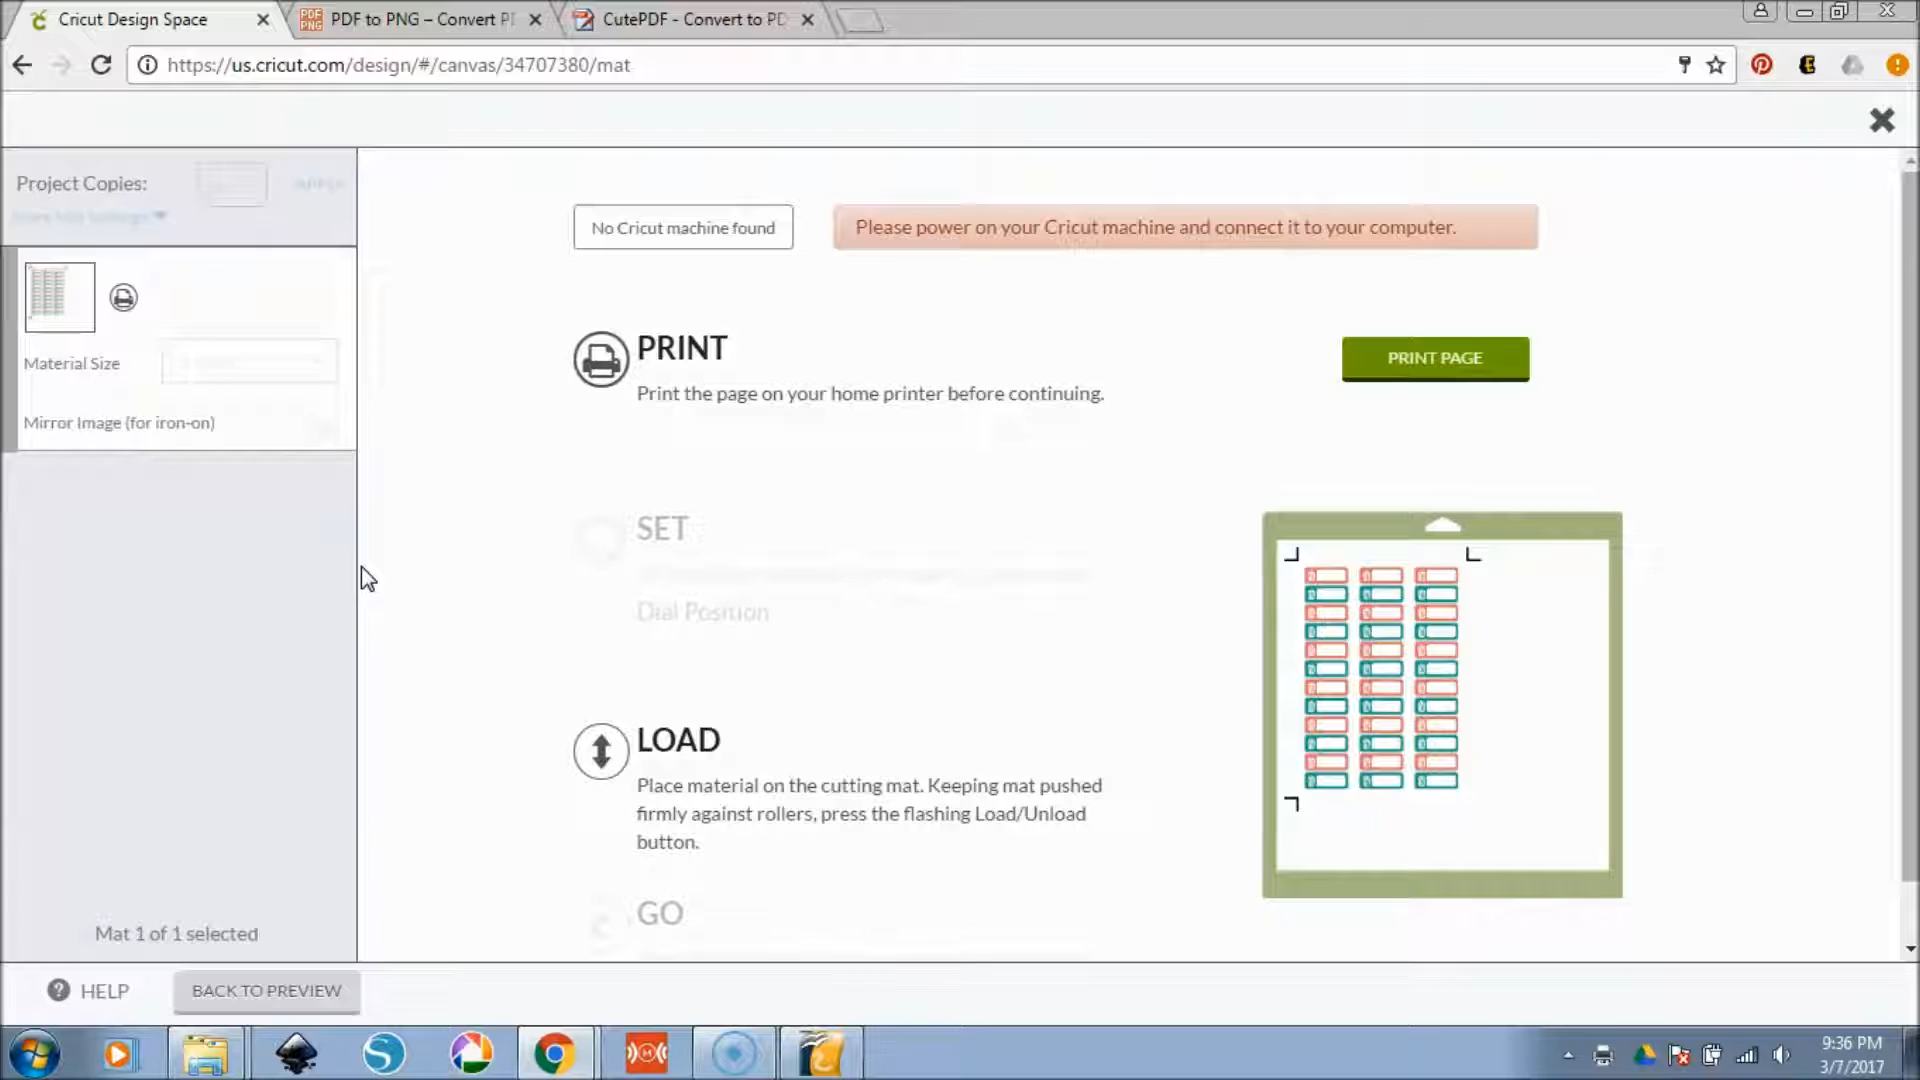 Cricut Design Space
PDF to PNG – Convert P
CutePDF - Convert to PD
https://us.cricut.com/design/#/canvas/34707380/mat
Project Copies:
APPLY
Material Size
Mirror Image (for iron-on)
Mat 1 of 1 selected
No Cricut machine found
Please power on your Cricut machine and connect it to your computer.
PRINT
Print the page on your home printer before continuing.
PRINT PAGE
SET
Dial Position
LOAD
Place material on the cutting mat. Keeping mat pushed
firmly against rollers, press the flashing Load/Unload
button.
GO
HELP
BACK TO PREVIEW
9:36 PM
3/7/2017